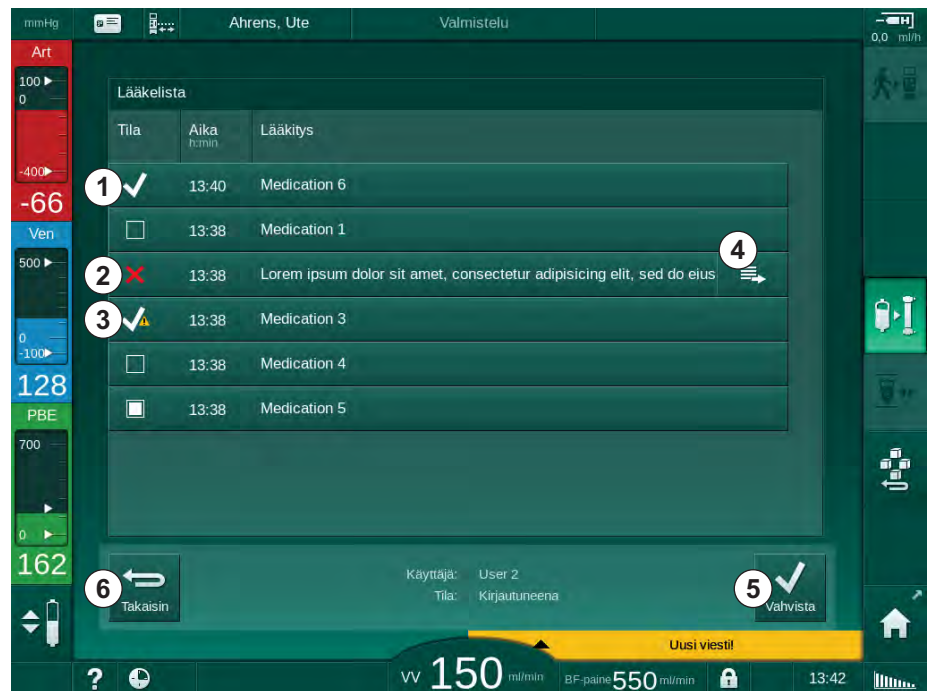 mmHg
Ahrens, Ute
Valmistelu
0,0 ml/h
Art
100
0
-400
-66
Ven
500
0
-100
128
PBE
700
0
162
Lääkelista
Tila Aika Lääkitys
h:min
1 13:40 Medication 6
13:38 Medication 1
4
2 13:38 Lorem ipsum dolor sit amet, consectetur adipisicing elit, sed do eius
3 13:38 Medication 3
13:38 Medication 4
13:38 Medication 5
6 Takaisin
Käyttäjä: User 2
Tila: Kirjautuneena
5 Vahvista
Uusi viesti!
? VV 150 ml/min BF-paine 550 ml/min 13:42